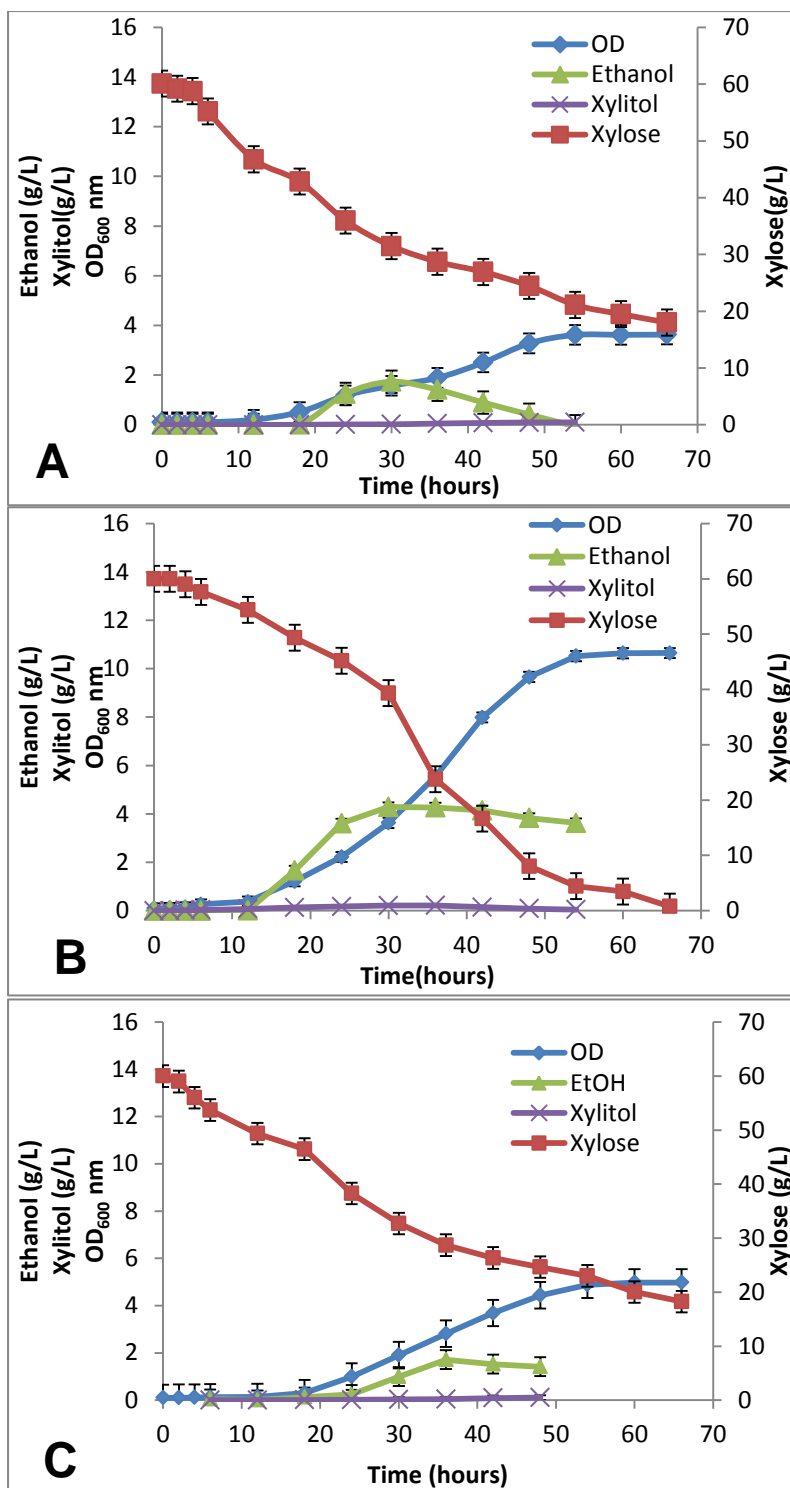 OD
Ethanol
Xylitol
Xylose
16
14
12
10
8
6
4
2
0
70
60
50
40
30
20
10
0
Ethanol (g/L)
Xylitol(g/L)
OD600 nm
Xylose(g/L)
0 10 20 30 40 50 60 70
Time (hours)
A
OD
Ethanol
Xylitol
Xylose
16
14
12
10
8
6
4
2
0
70
60
50
40
30
20
10
0
Ethanol (g/L)
Xylitol (g/L)
OD600 nm
Xylose (g/L)
0 10 20 30 40 50 60 70
Time(hours)
B
OD
EtOH
Xylitol
Xylose
16
14
12
10
8
6
4
2
0
70
60
50
40
30
20
10
0
Ethanol (g/L)
Xylitol (g/L)
OD600 nm
Xylose (g/L)
0 10 20 30 40 50 60 70
Time (hours)
C